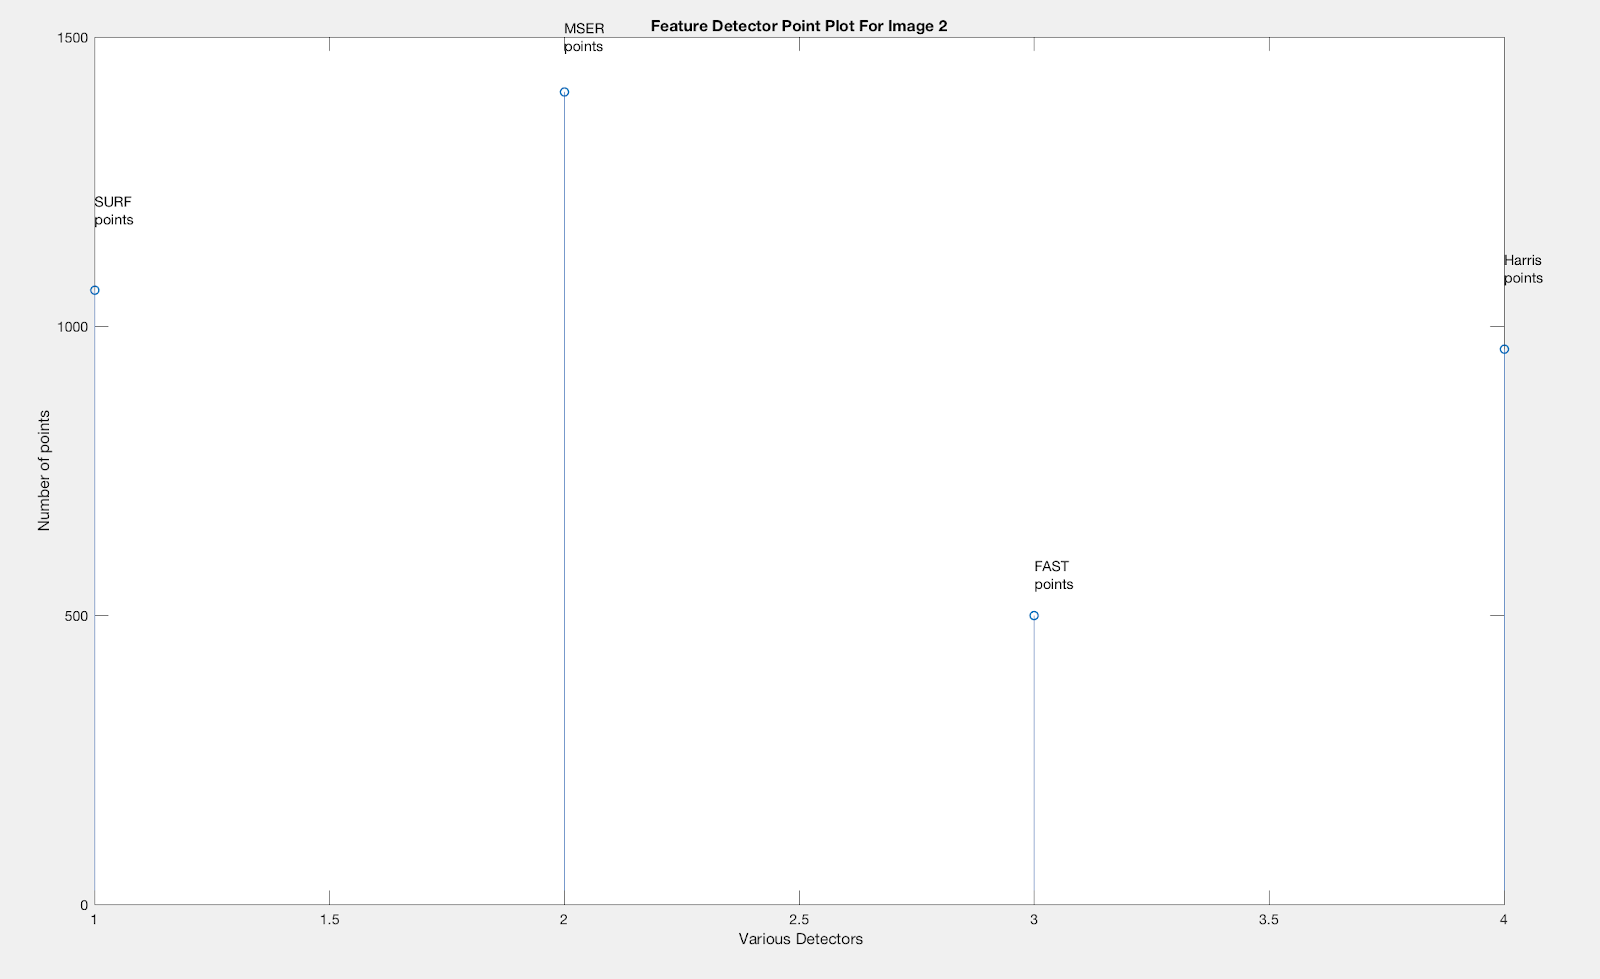 Feature Detector Point Plot For Image 2
MSER
points
SURF
points
Harris
points
FAST
points
Number of points
1500
1000
500
0
1
1.5
2
2.5
3
3.5
4
Various Detectors